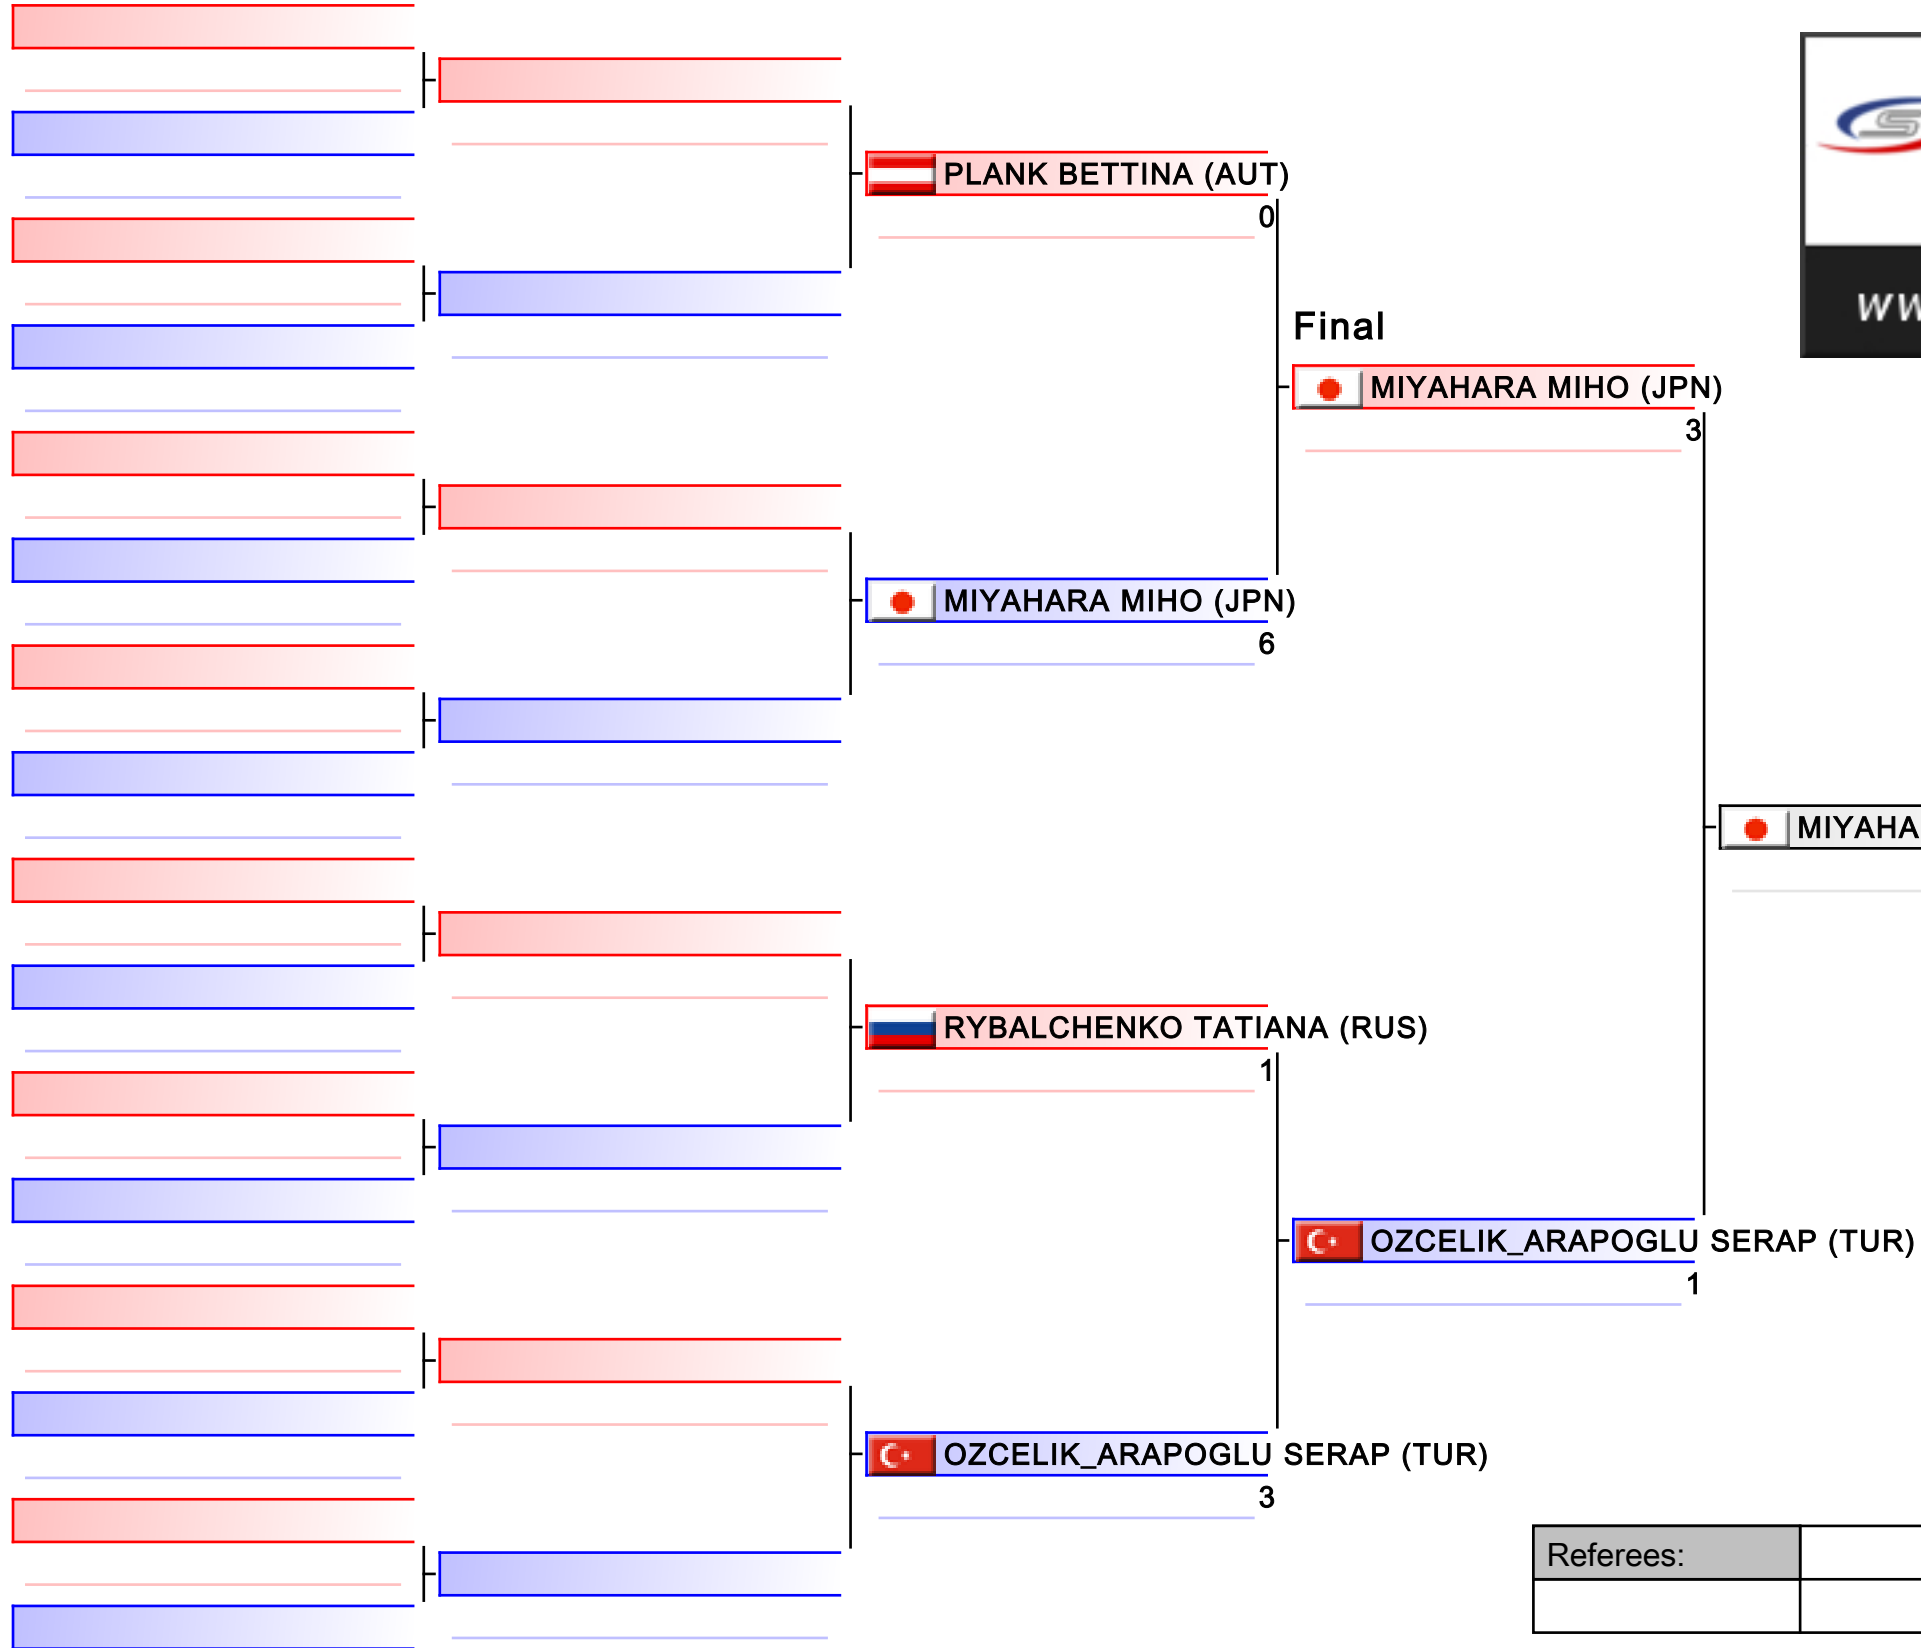 PLANK BETTINA (AUT)
0
Final
MIYAHARA MIHO (JPN)
3
MIYAHARA MIHO (JPN)
6
RYBALCHENKO TATIANA (RUS)
1
OZCELIK_ARAPOGLU SERAP (TUR)
1
OZCELIK_ARAPOGLU SERAP (TUR)
3
Referees: